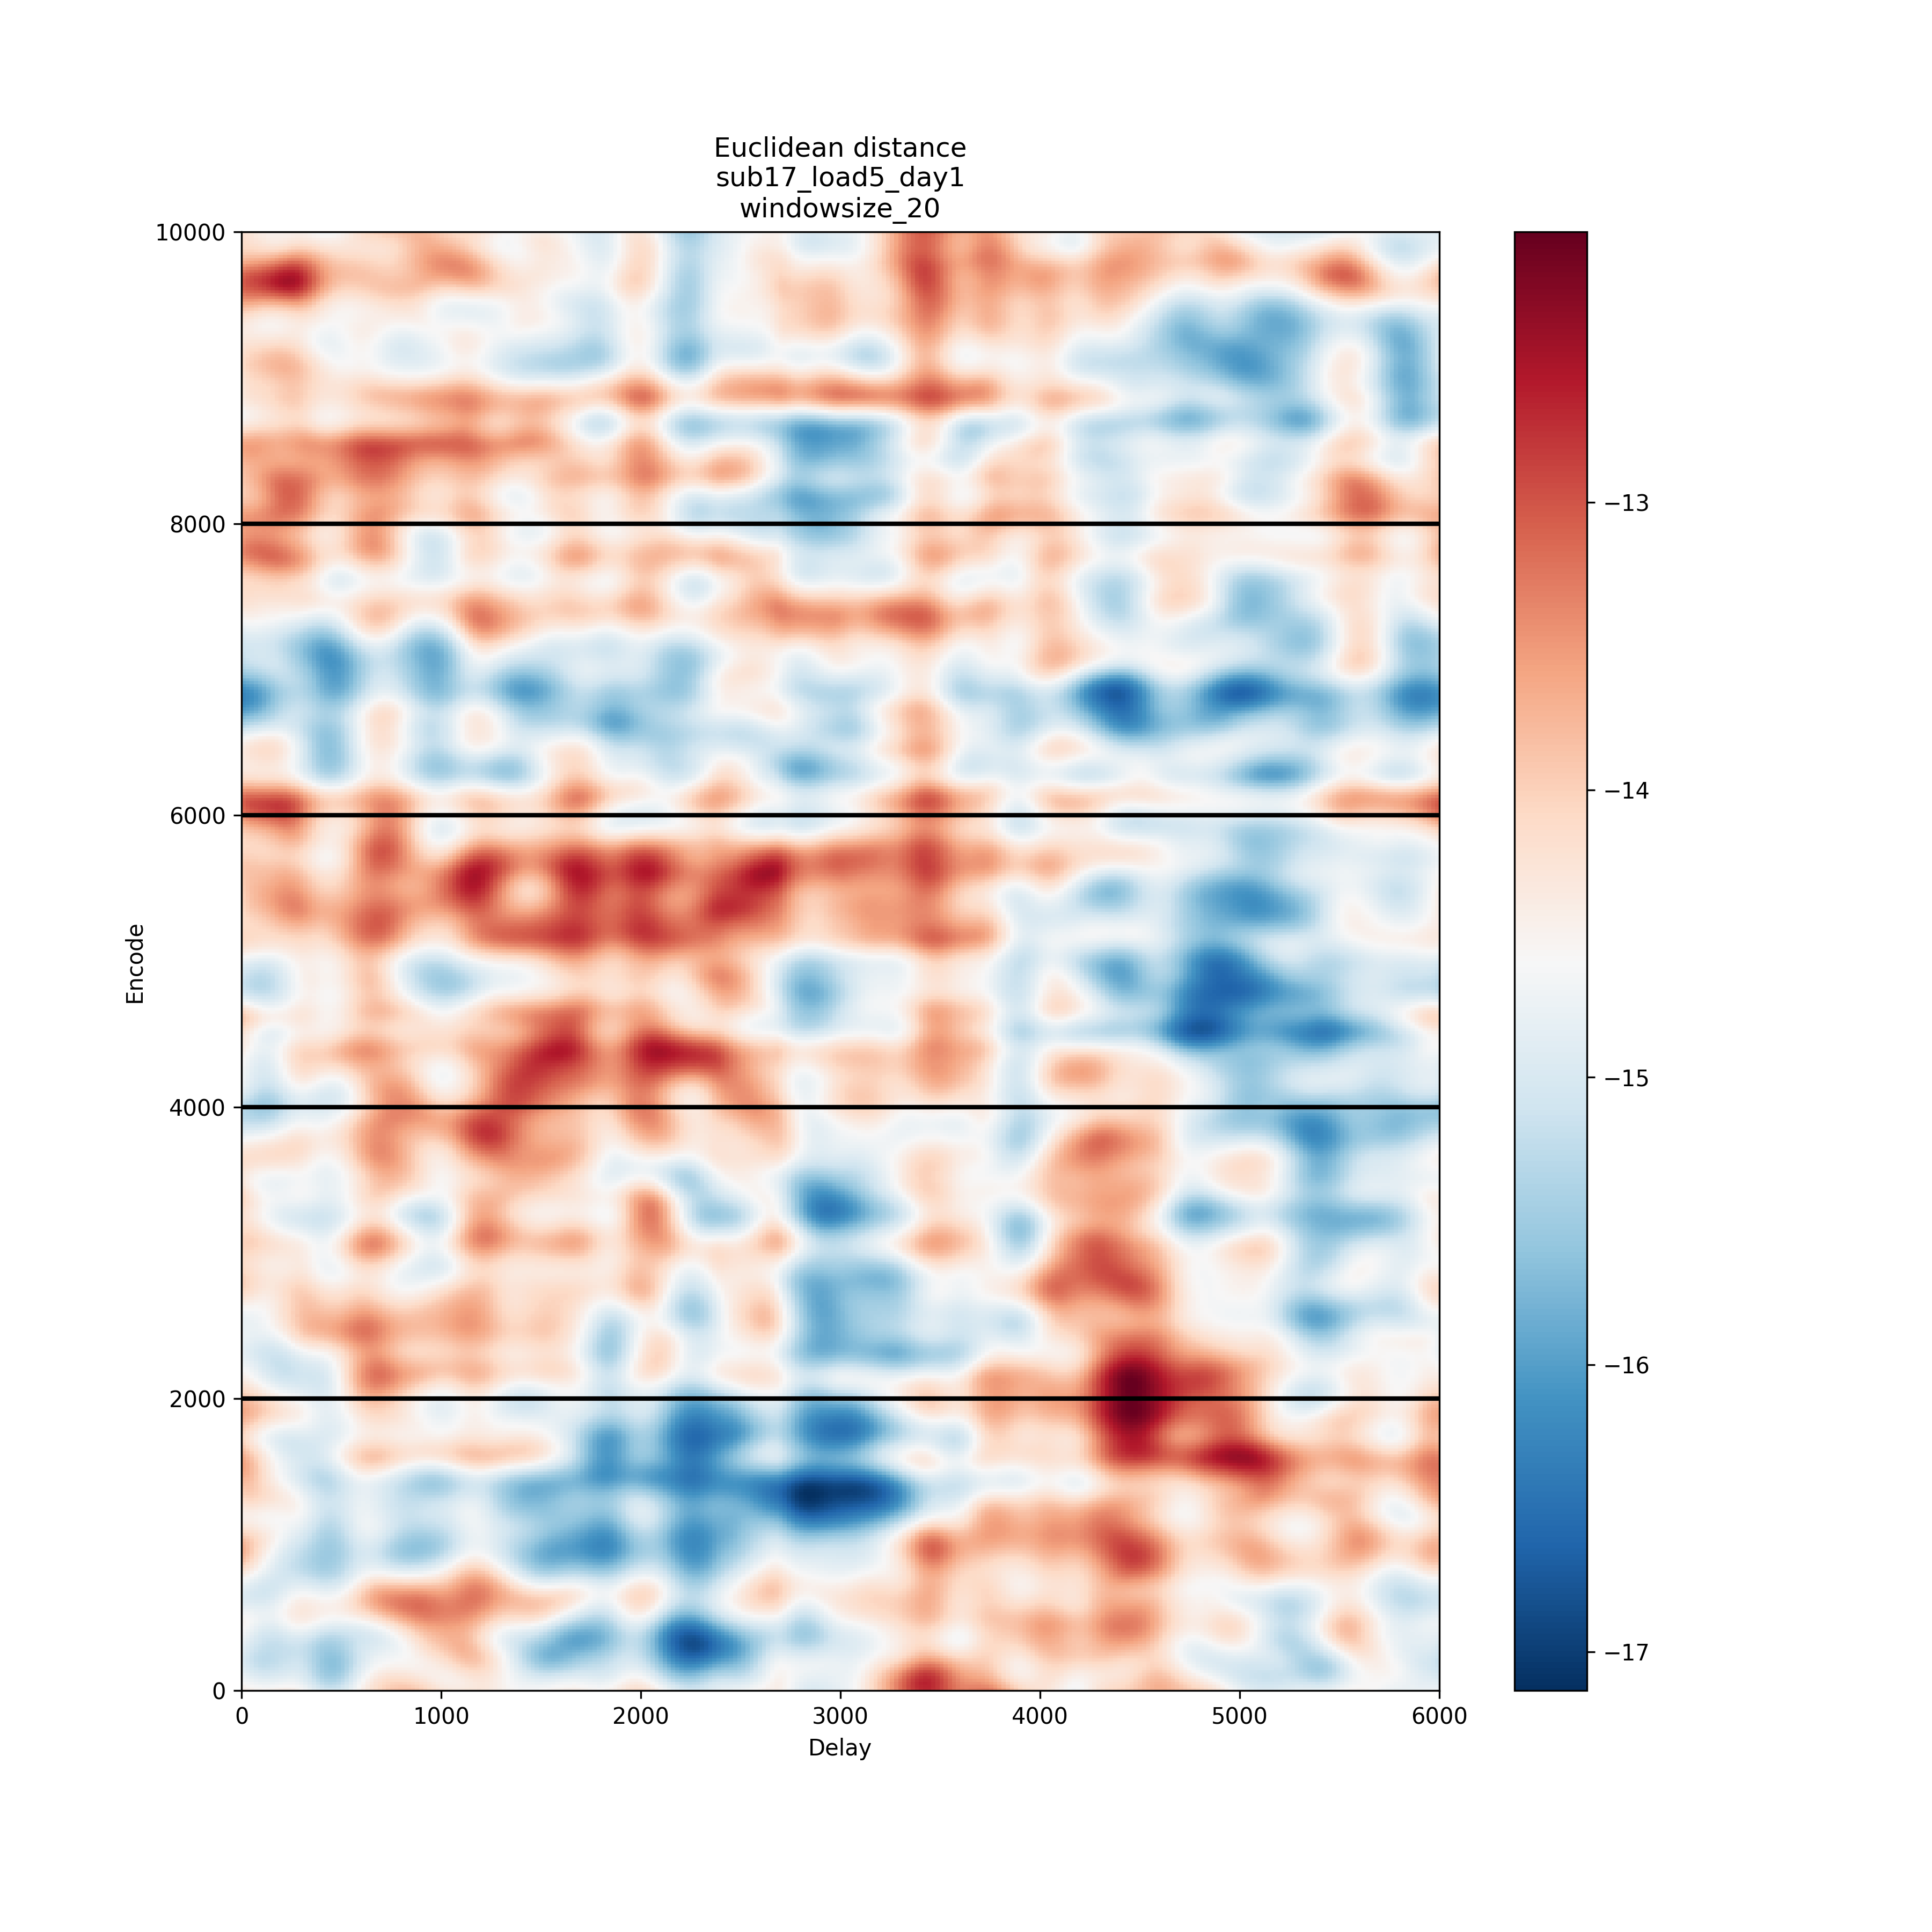 Euclidean distance
sub17_load5_day1
windowsize_20
10000
8000
6000
4000
2000
0
Encode
0 1000 2000 3000 4000 5000 6000
Delay
−13
−14
−15
−16
−17